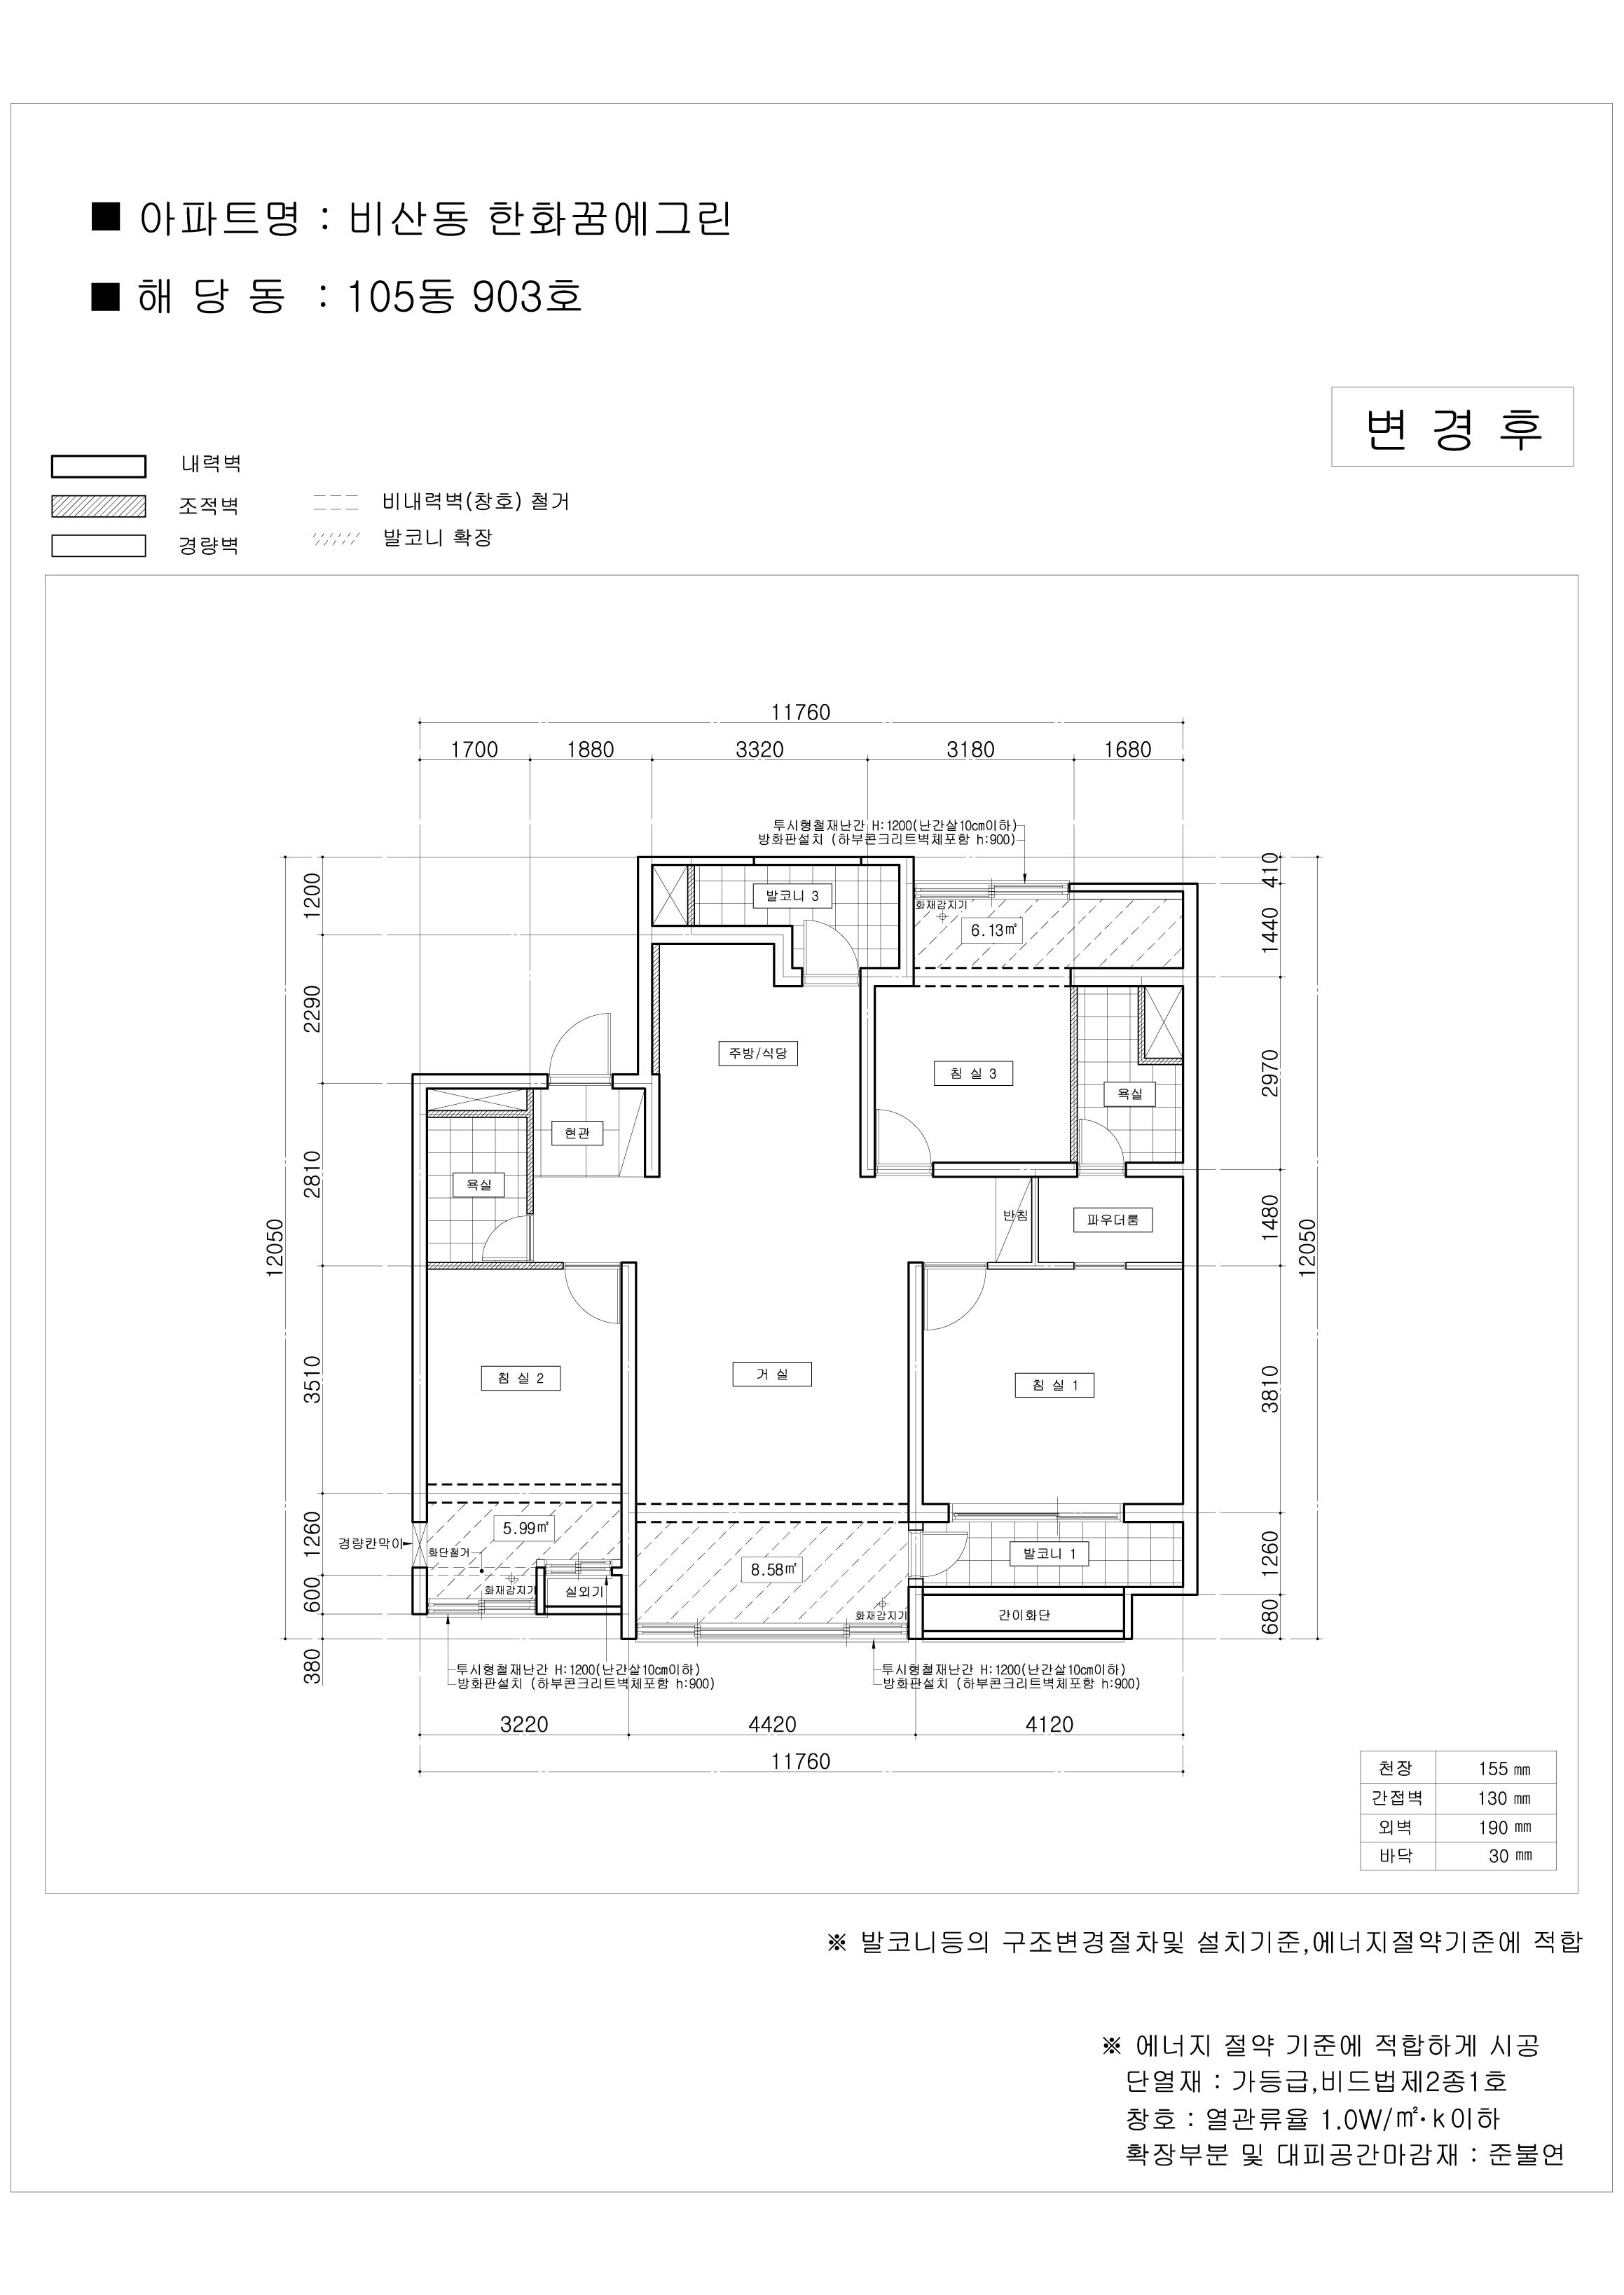 ■ 아파트명 : 비산동 한화꿈에그린
■ 해 당 동 : 105동 903호
변 경 후
내력벽
조적벽
경량벽
비내력벽(창호) 철거
발코니 확장
11760
1700 1880 3320 3180 1680
투시형철재난간 H:1200(난간살10cm이하)
방화판설치 (하부콘크리트벽체포함 h:900)
410
1200
발코니 3
화재감지기
6.13㎡
1440
2290
주방/식당
침 실 3
욕실
2970
현관
욕실
2810
반침
파우더룸
1480
12050
12050
침 실 2
거 실
침 실 1
3510
3810
5.99㎡
경량칸막이
화단철거
1260
8.58㎡
발코니 1
1260
화재감지기
실외기
600
화재감지기
간이화단
680
380
투시형철재난간 H:1200(난간살10cm이하)
방화판설치 (하부콘크리트벽체포함 h:900)
투시형철재난간 H:1200(난간살10cm이하)
방화판설치 (하부콘크리트벽체포함 h:900)
3220 4420 4120
11760
천장 155 ㎜
간접벽 130 ㎜
외벽 190 ㎜
바닥 30 ㎜
※ 발코니등의 구조변경절차및 설치기준,에너지절약기준에 적합
※ 에너지 절약 기준에 적합하게 시공
단열재 : 가등급,비드법제2종1호
창호 : 열관류율 1.0W/㎡·k이하
확장부분 및 대피공간마감재 : 준불연